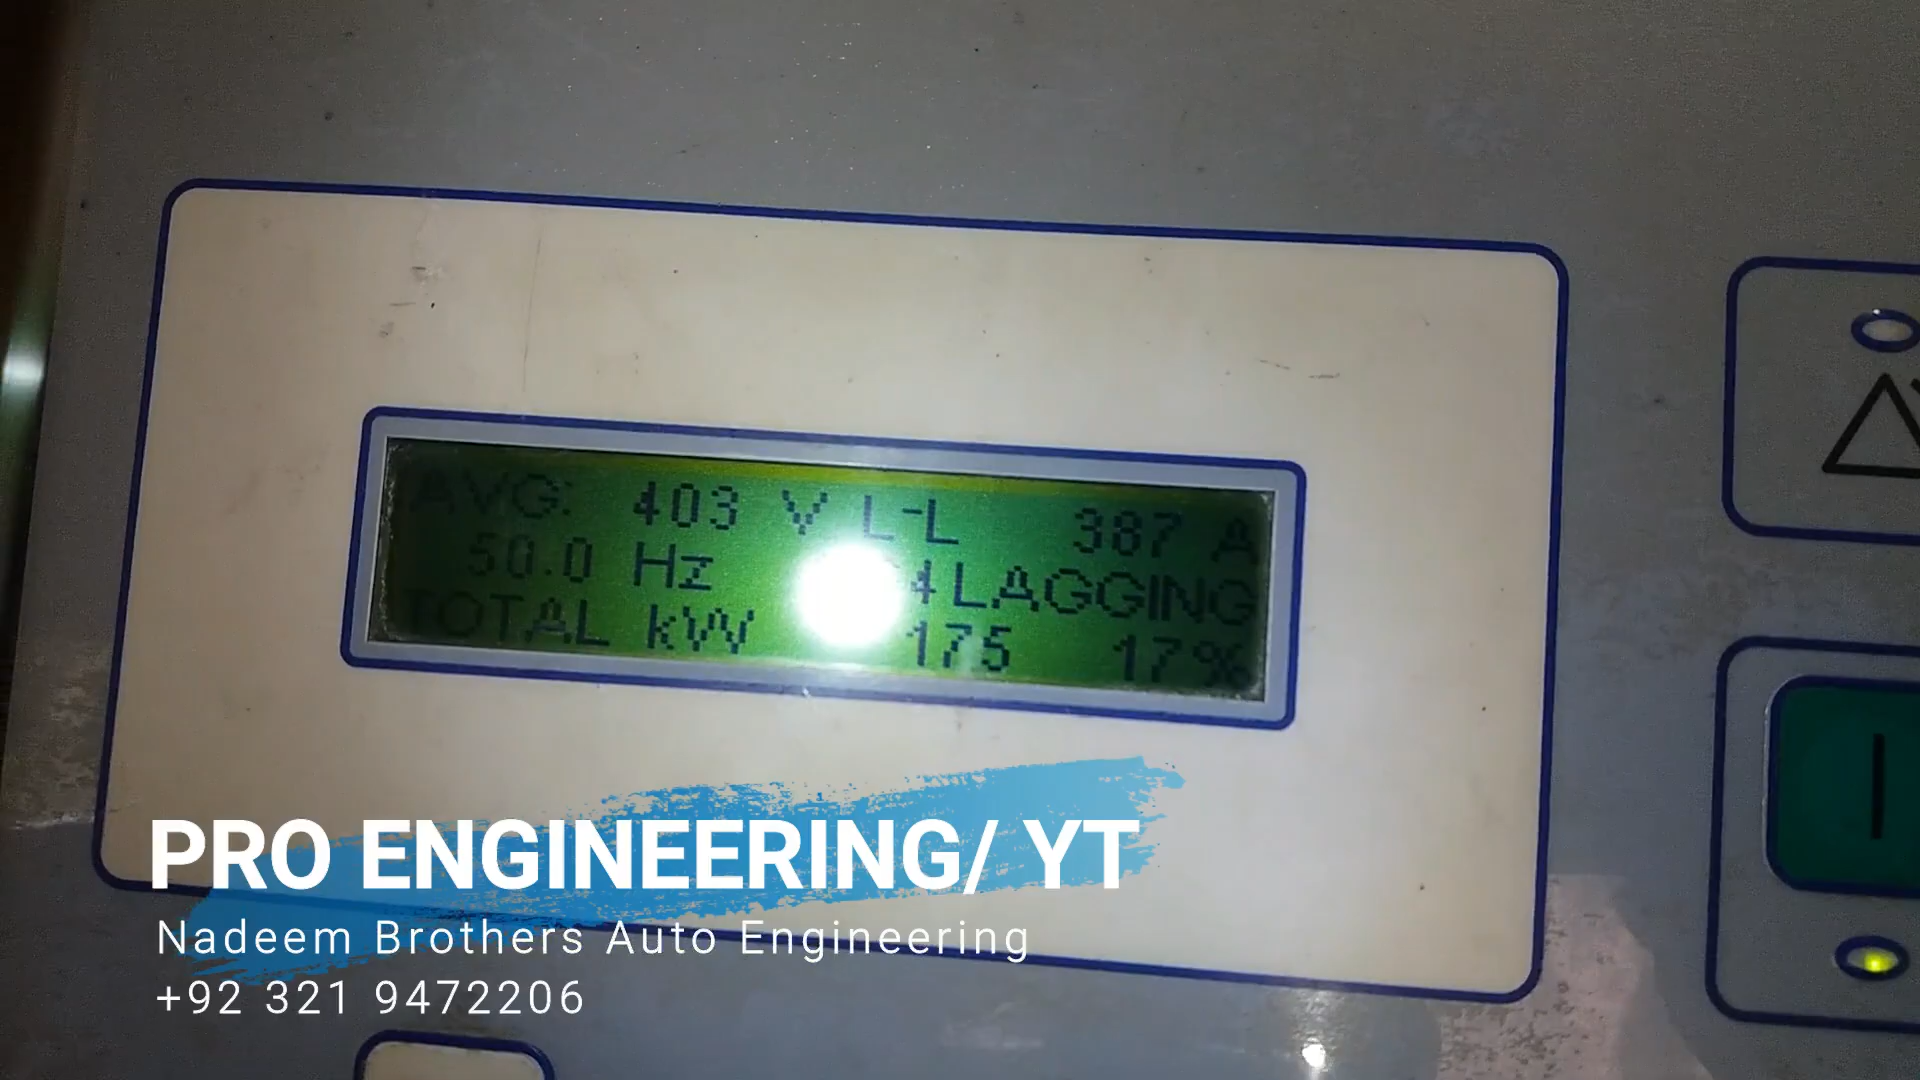 AVG: 403 V L-L 387 A
50.0 Hz 4 LAGGING
TOTAL kW 175 17%
PRO ENGINEERING/ YT
Nadeem Brothers Auto Engineering
+92 321 9472206